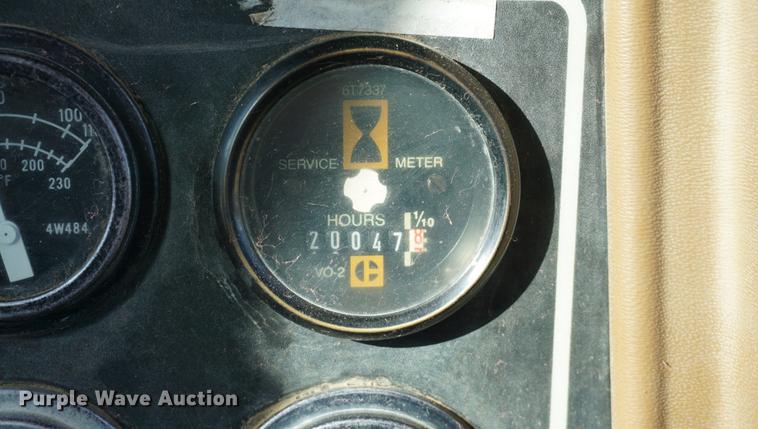 6T7337
SERVICE METER
HOURS 1/10
20047
VO-2
100
200
°F
230
4W484
Purple Wave Auction